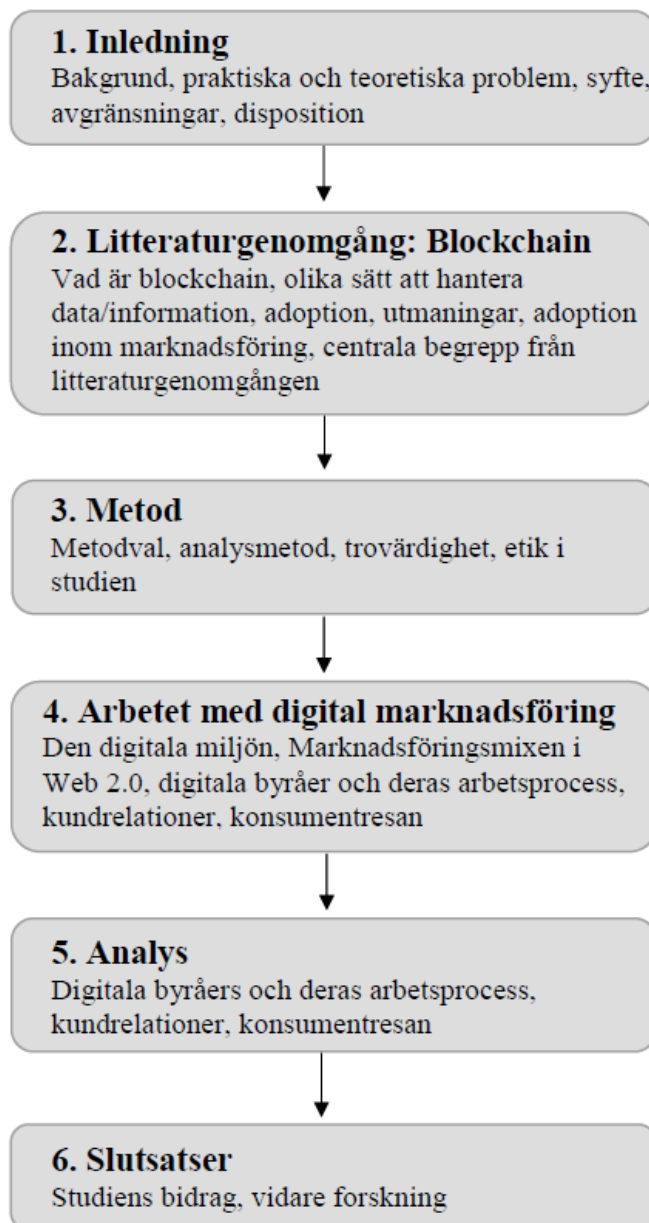 1. Inledning
Bakgrund, praktiska och teoretiska problem, syfte,
avgränsningar, disposition
2. Litteraturgenomgång: Blockchain
Vad är blockchain, olika sätt att hantera
data/information, adoption, utmaningar, adoption
inom marknadsföring, centrala begrepp från
litteraturgenomgången
3. Metod
Metodval, analysmetod, trovärdighet, etik i
studien
4. Arbetet med digital marknadsföring
Den digitala miljön, Marknadsföringsmixen i
Web 2.0, digitala byråer och deras arbetsprocess,
kundrelationer, konsumentresan
5. Analys
Digitala byråers och deras arbetsprocess,
kundrelationer, konsumentresan
6. Slutsatser
Studiens bidrag, vidare forskning